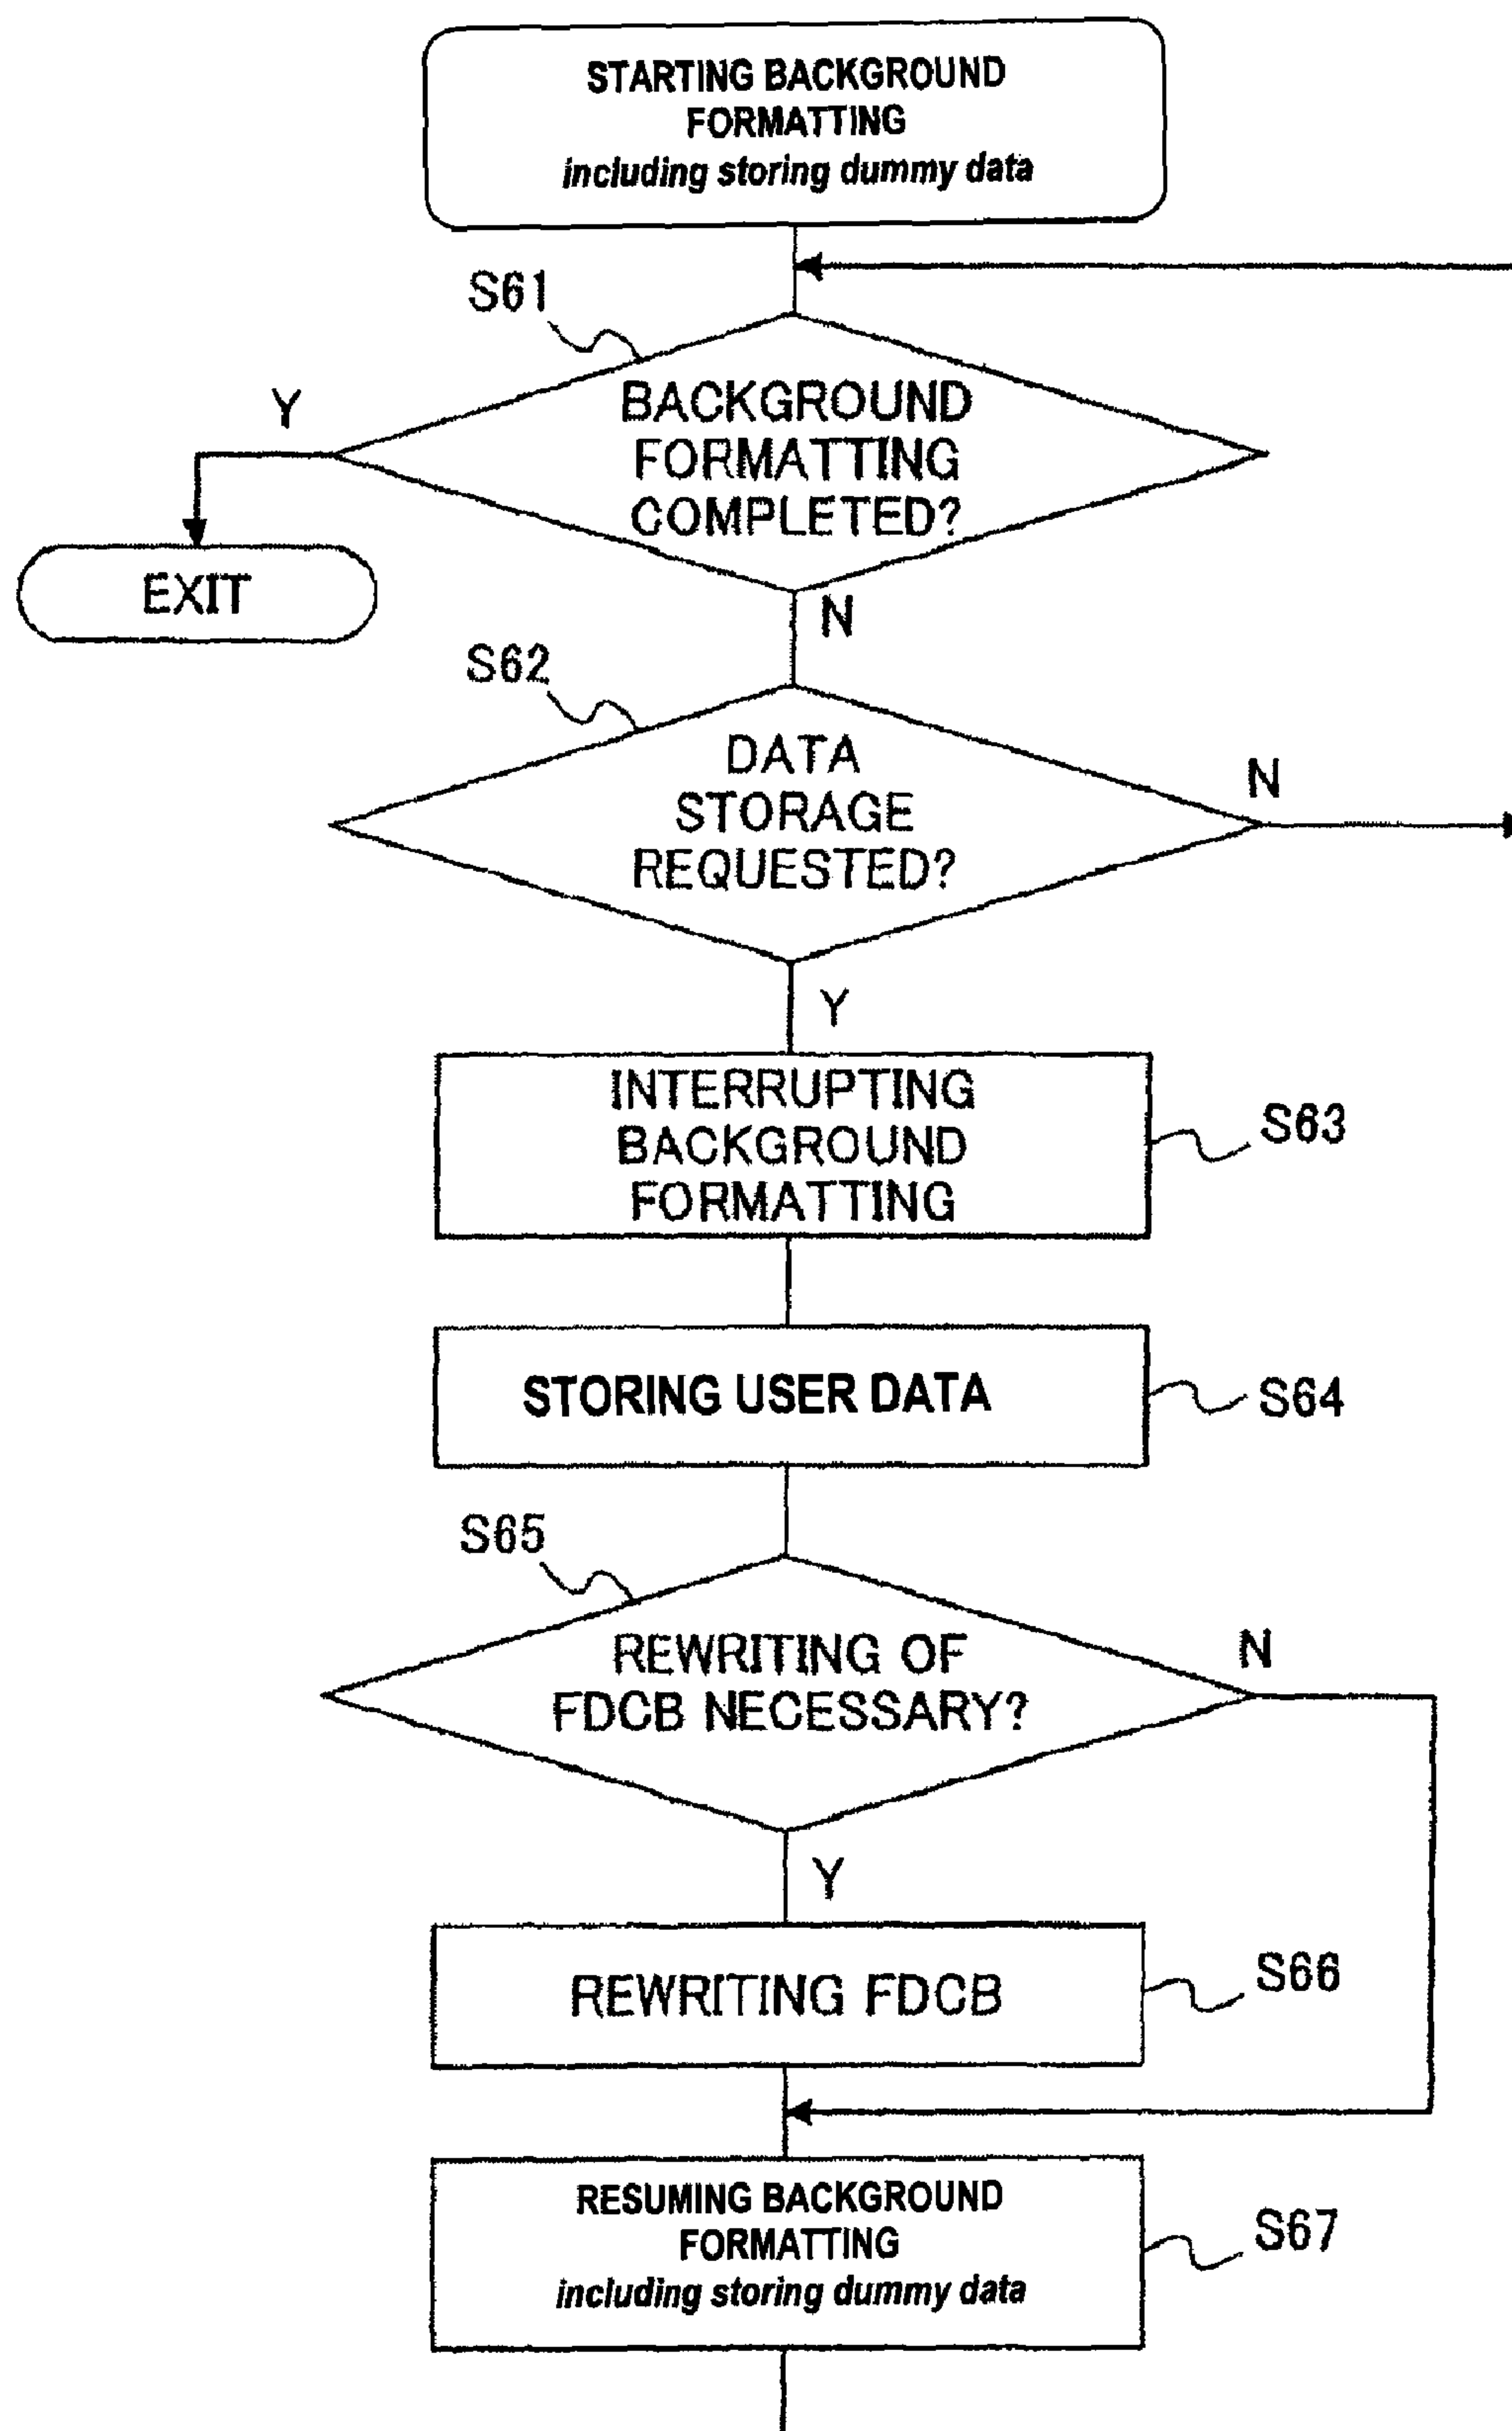 STARTING BACKGROUND
FORMATTING
including storing dummy data
S61
Y
BACKGROUND
FORMATTING
COMPLETED?
EXIT
N
S62
DATA
STORAGE
REQUESTED?
N
Y
INTERRUPTING
BACKGROUND
FORMATTING
S63
STORING USER DATA
S64
S65
REWRITING OF
FDCB NECESSARY?
N
Y
REWRITING FDCB
S66
RESUMING BACKGROUND
FORMATTING
including storing dummy data
S67